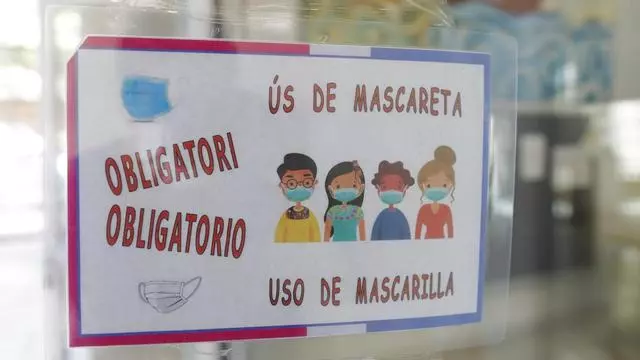 ÚS DE MASCARETA
OBLIGATORI
OBLIGATORIO
USO DE MASCARILLA